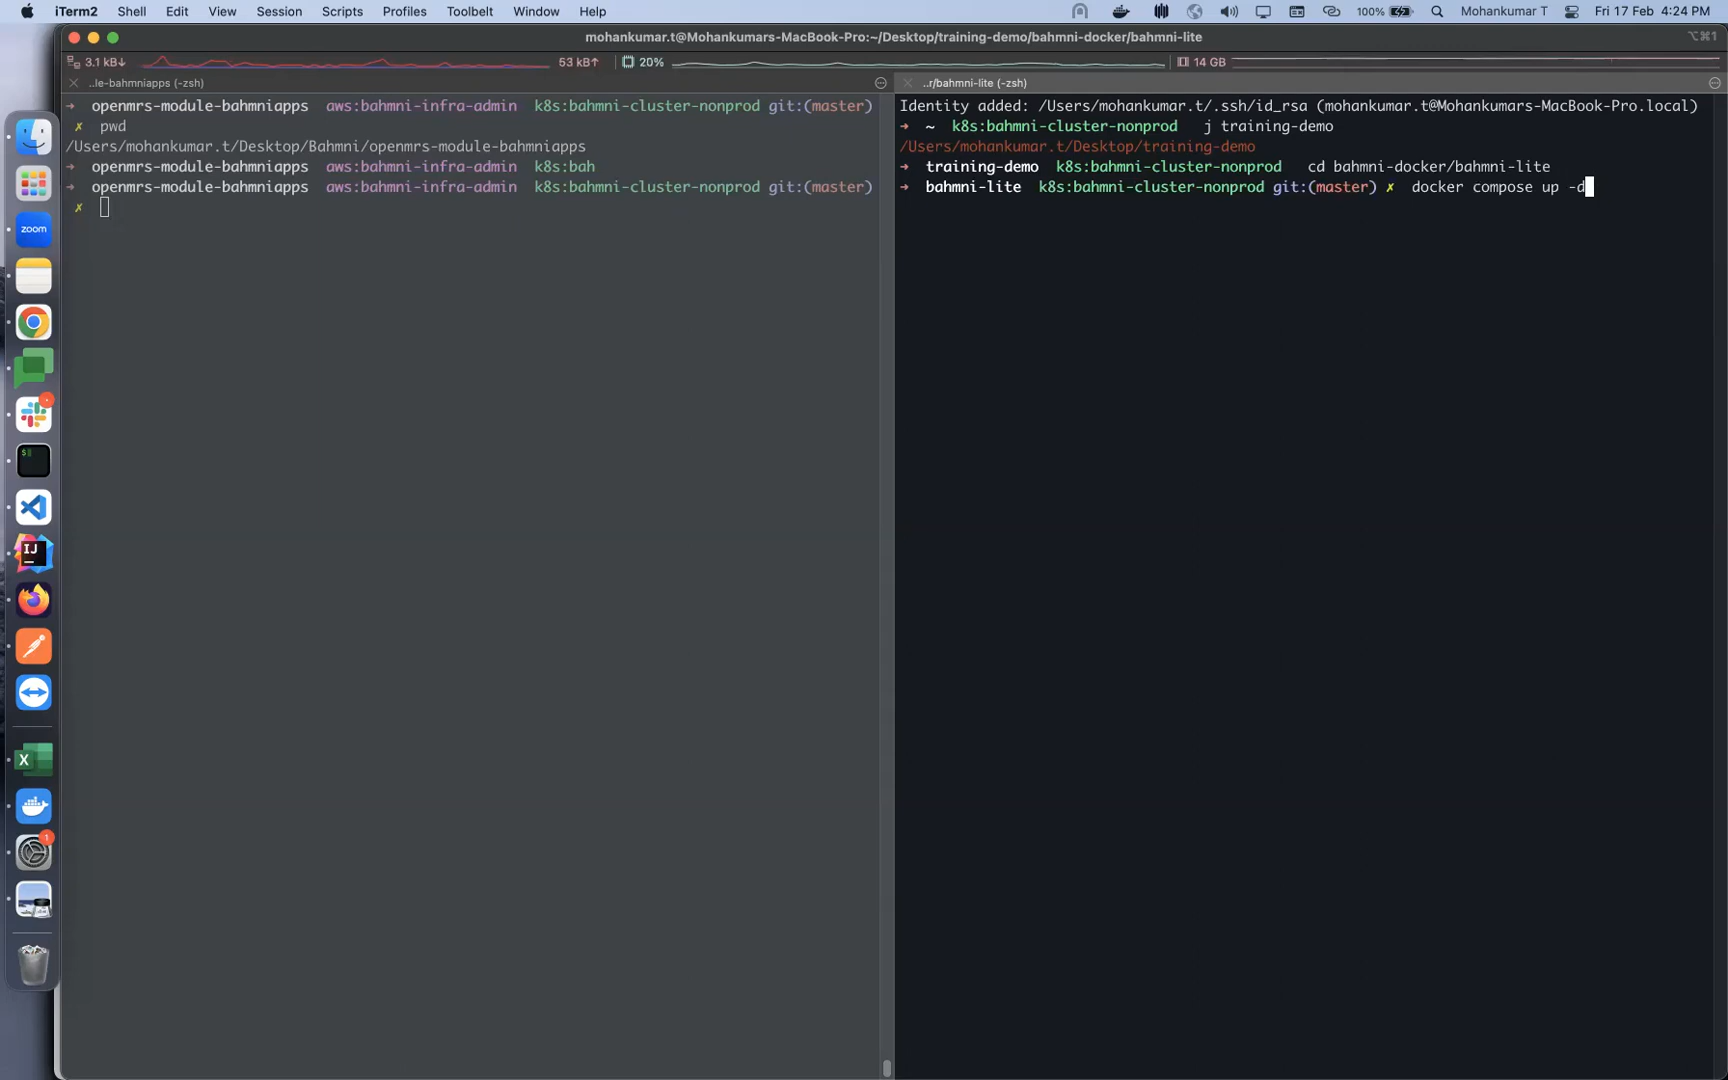 iTerm2 Shell Edit View Session Scripts Profiles Toolbelt Window Help 100% Mohankumar T Fri 17 Feb 4:24 PM
mohankumar.t@Mohankumars-MacBook-Pro:~/Desktop/training-demo/bahmni-docker/bahmni-lite ⌥⌘1
3.1 kB↓ 53 kB↑ 20% 14 GB
..le-bahmniapps (-zsh)
→ openmrs-module-bahmniapps aws:bahmni-infra-admin k8s:bahmni-cluster-nonprod git:(master)
✗ pwd
/Users/mohankumar.t/Desktop/Bahmni/openmrs-module-bahmniapps
→ openmrs-module-bahmniapps aws:bahmni-infra-admin k8s:bah
→ openmrs-module-bahmniapps aws:bahmni-infra-admin k8s:bahmni-cluster-nonprod git:(master)
✗
..r/bahmni-lite (-zsh)
Identity added: /Users/mohankumar.t/.ssh/id_rsa (mohankumar.t@Mohankumars-MacBook-Pro.local)
→ ~ k8s:bahmni-cluster-nonprod j training-demo
/Users/mohankumar.t/Desktop/training-demo
→ training-demo k8s:bahmni-cluster-nonprod cd bahmni-docker/bahmni-lite
→ bahmni-lite k8s:bahmni-cluster-nonprod git:(master) ✗ docker compose up -d
zoom
$
IJ
X
1